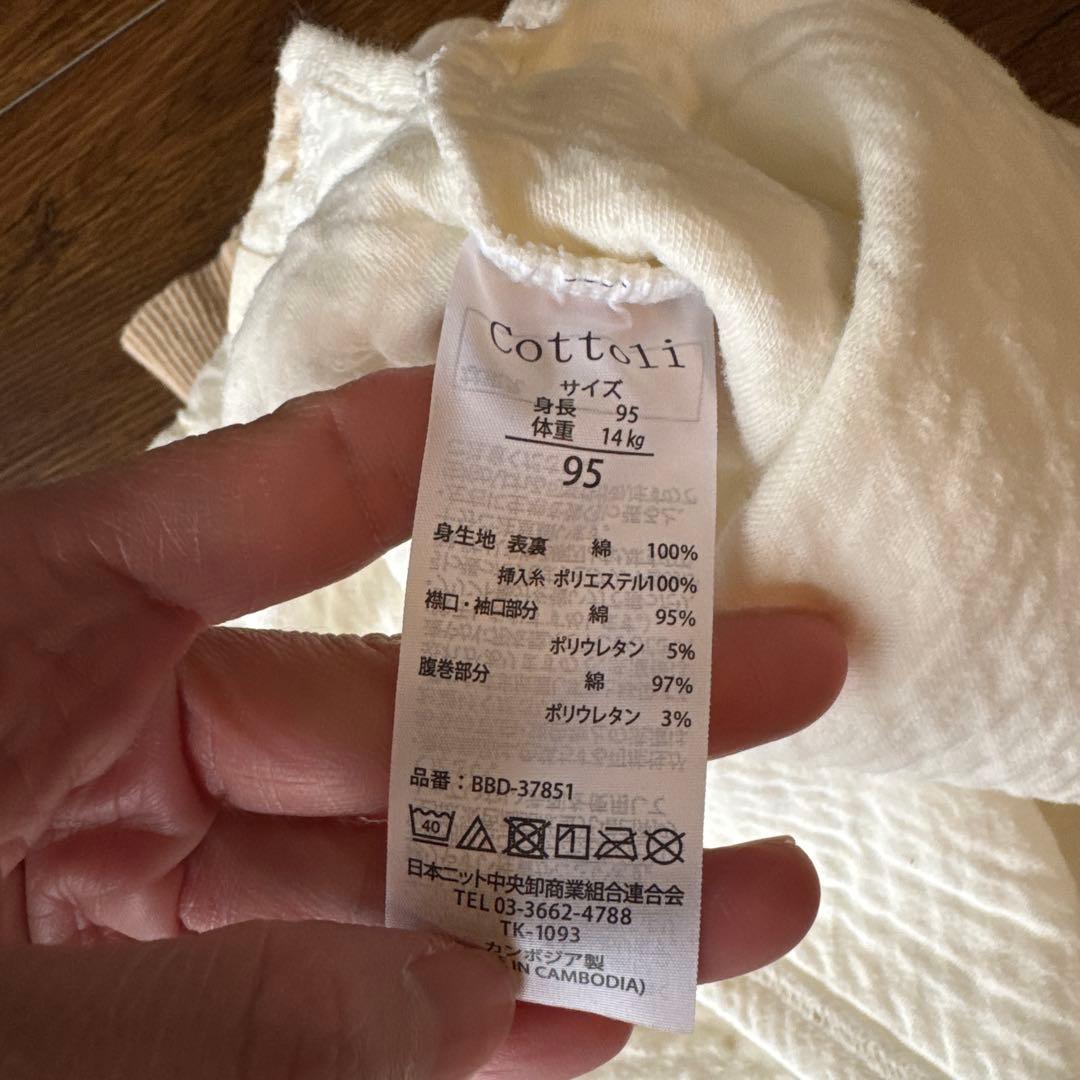 Cottoli
サイズ
身長 95
体重 14kg
95
身生地 表裏 綿 100%
挿入糸 ポリエステル100%
襟口・袖口部分 綿 95%
ポリウレタン 5%
腹巻部分 綿 97%
ポリウレタン 3%
品番：BBD-37851
40
日本ニット中央卸商業組合連合会
TEL 03-3662-4788
TK-1093
カンボジア製
IN CAMBODIA)